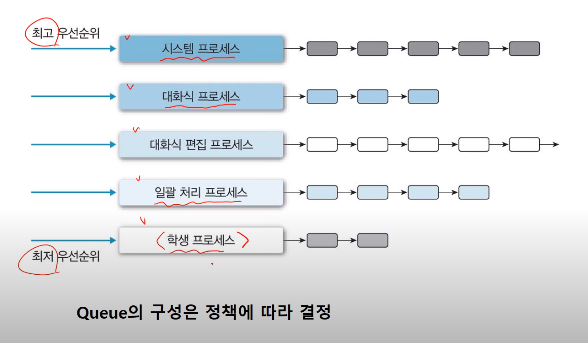 최고 우선순위
시스템 프로세스
대화식 프로세스
대화식 편집 프로세스
일괄 처리 프로세스
학생 프로세스
최저 우선순위
Queue의 구성은 정책에 따라 결정